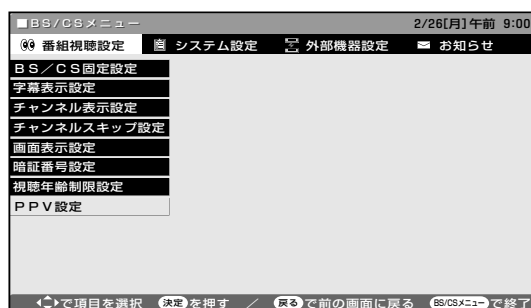 ■BS/CSメニュー 2/26[月]午前 9:00
番組視聴設定 システム設定 外部機器設定 お知らせ
BS/CS固定設定
字幕表示設定
チャンネル表示設定
チャンネルスキップ設定
画面表示設定
暗証番号設定
視聴年齢制限設定
PPV設定
で項目を選択 決定を押す / 戻るで前の画面に戻る BS/CSメニューで終了